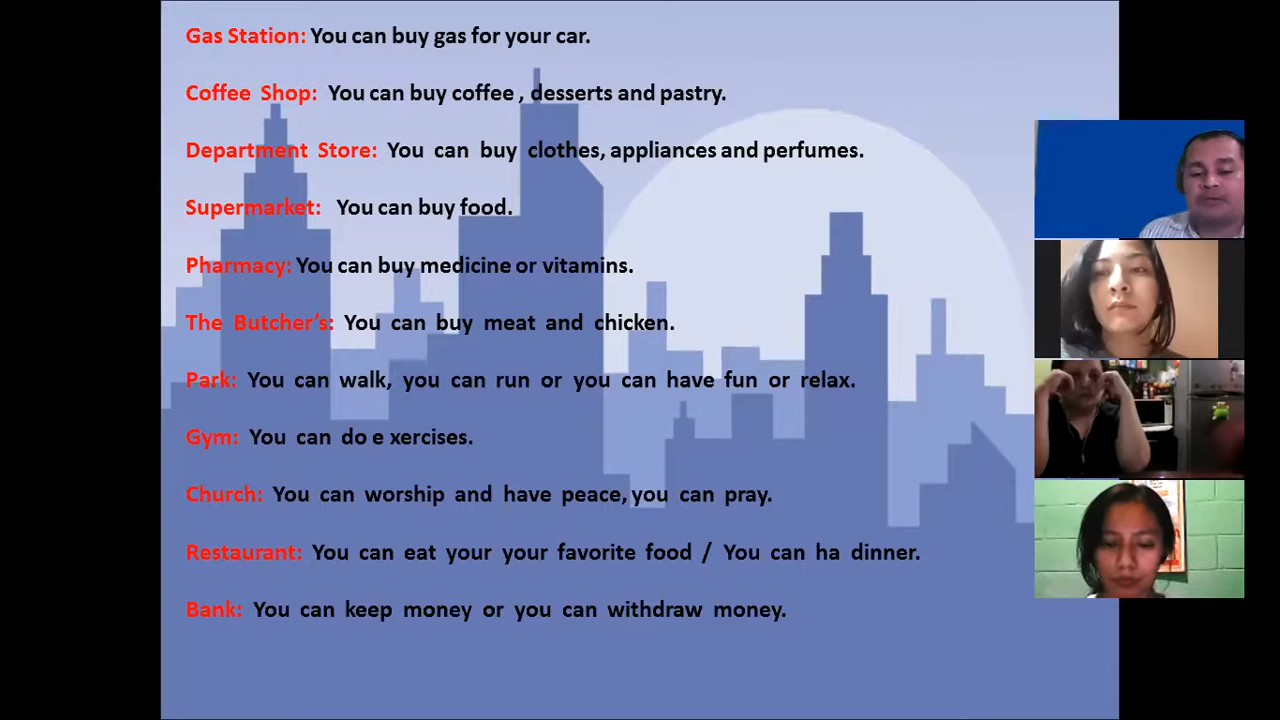 Gas Station: You can buy gas for your car.
Coffee Shop: You can buy coffee , desserts and pastry.
Department Store: You can buy clothes, appliances and perfumes.
Supermarket: You can buy food.
Pharmacy: You can buy medicine or vitamins.
The Butcher's: You can buy meat and chicken.
Park: You can walk, you can run or you can have fun or relax.
Gym: You can do e xercises.
Church: You can worship and have peace, you can pray.
Restaurant: You can eat your your favorite food / You can ha dinner.
Bank: You can keep money or you can withdraw money.